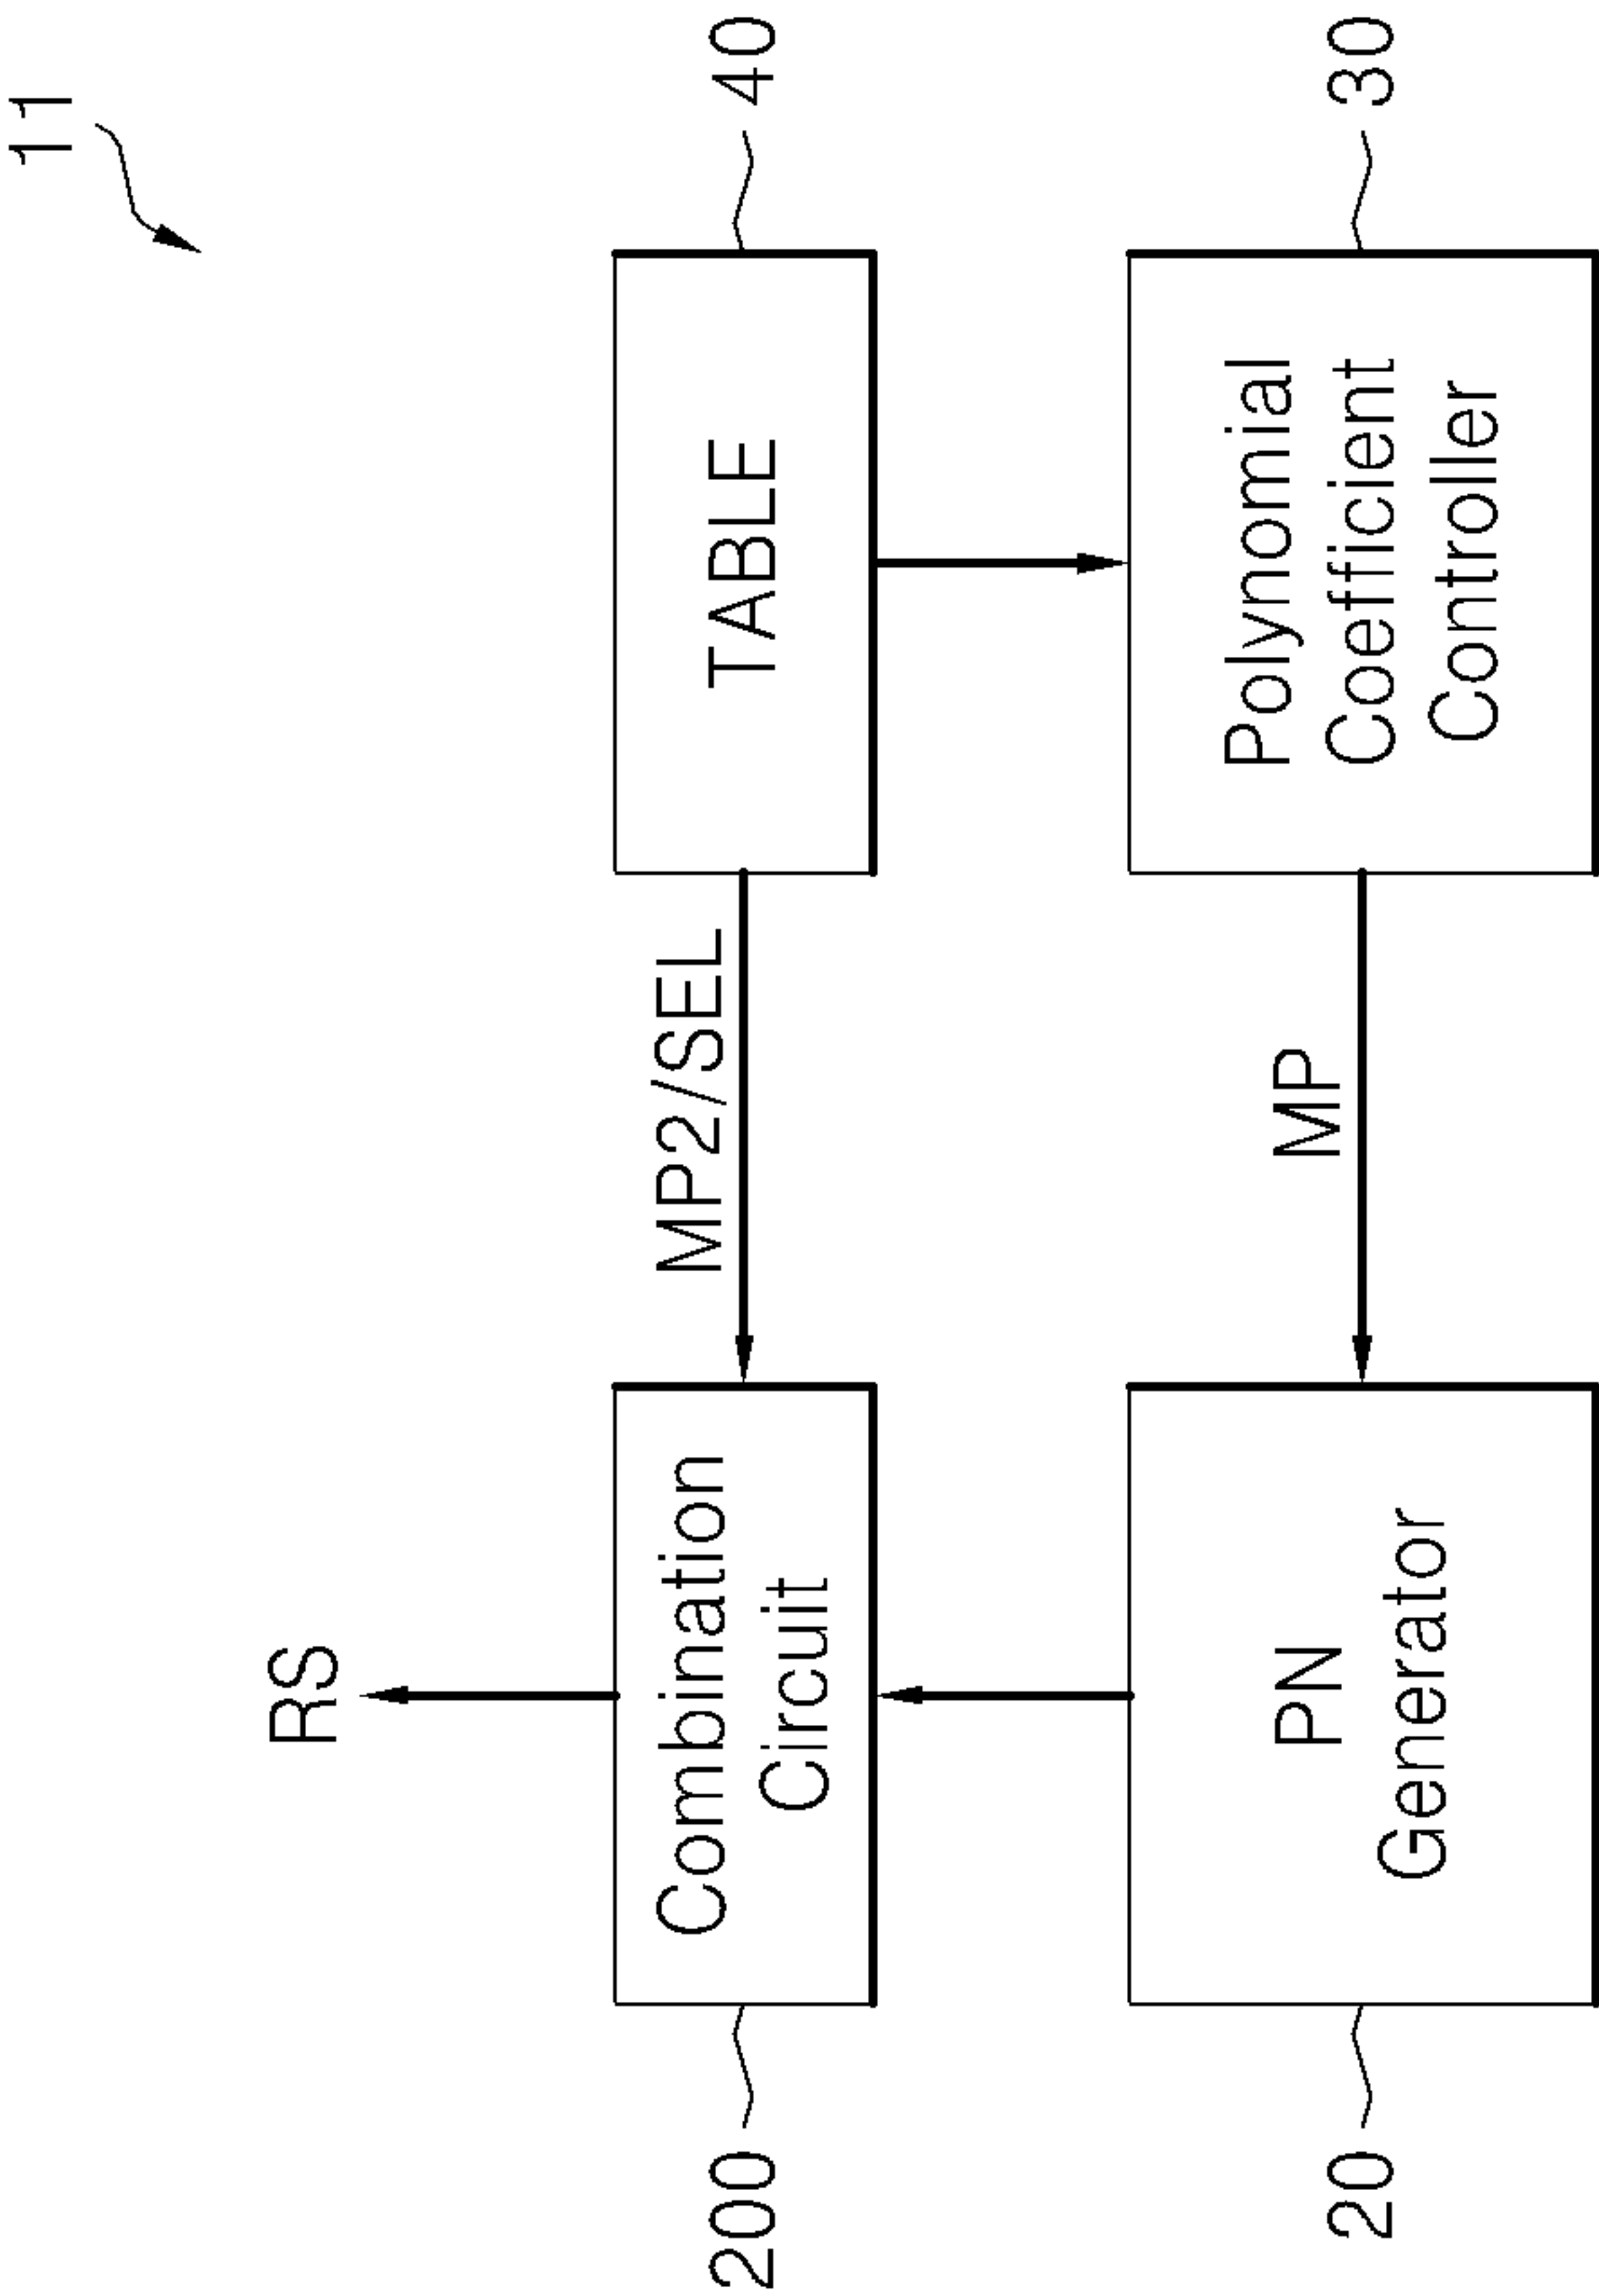 11
RS
200
Combination
Circuit
MP2/SEL
TABLE
40
20
PN
Generator
MP
Polynomial
Coefficient
Controller
30